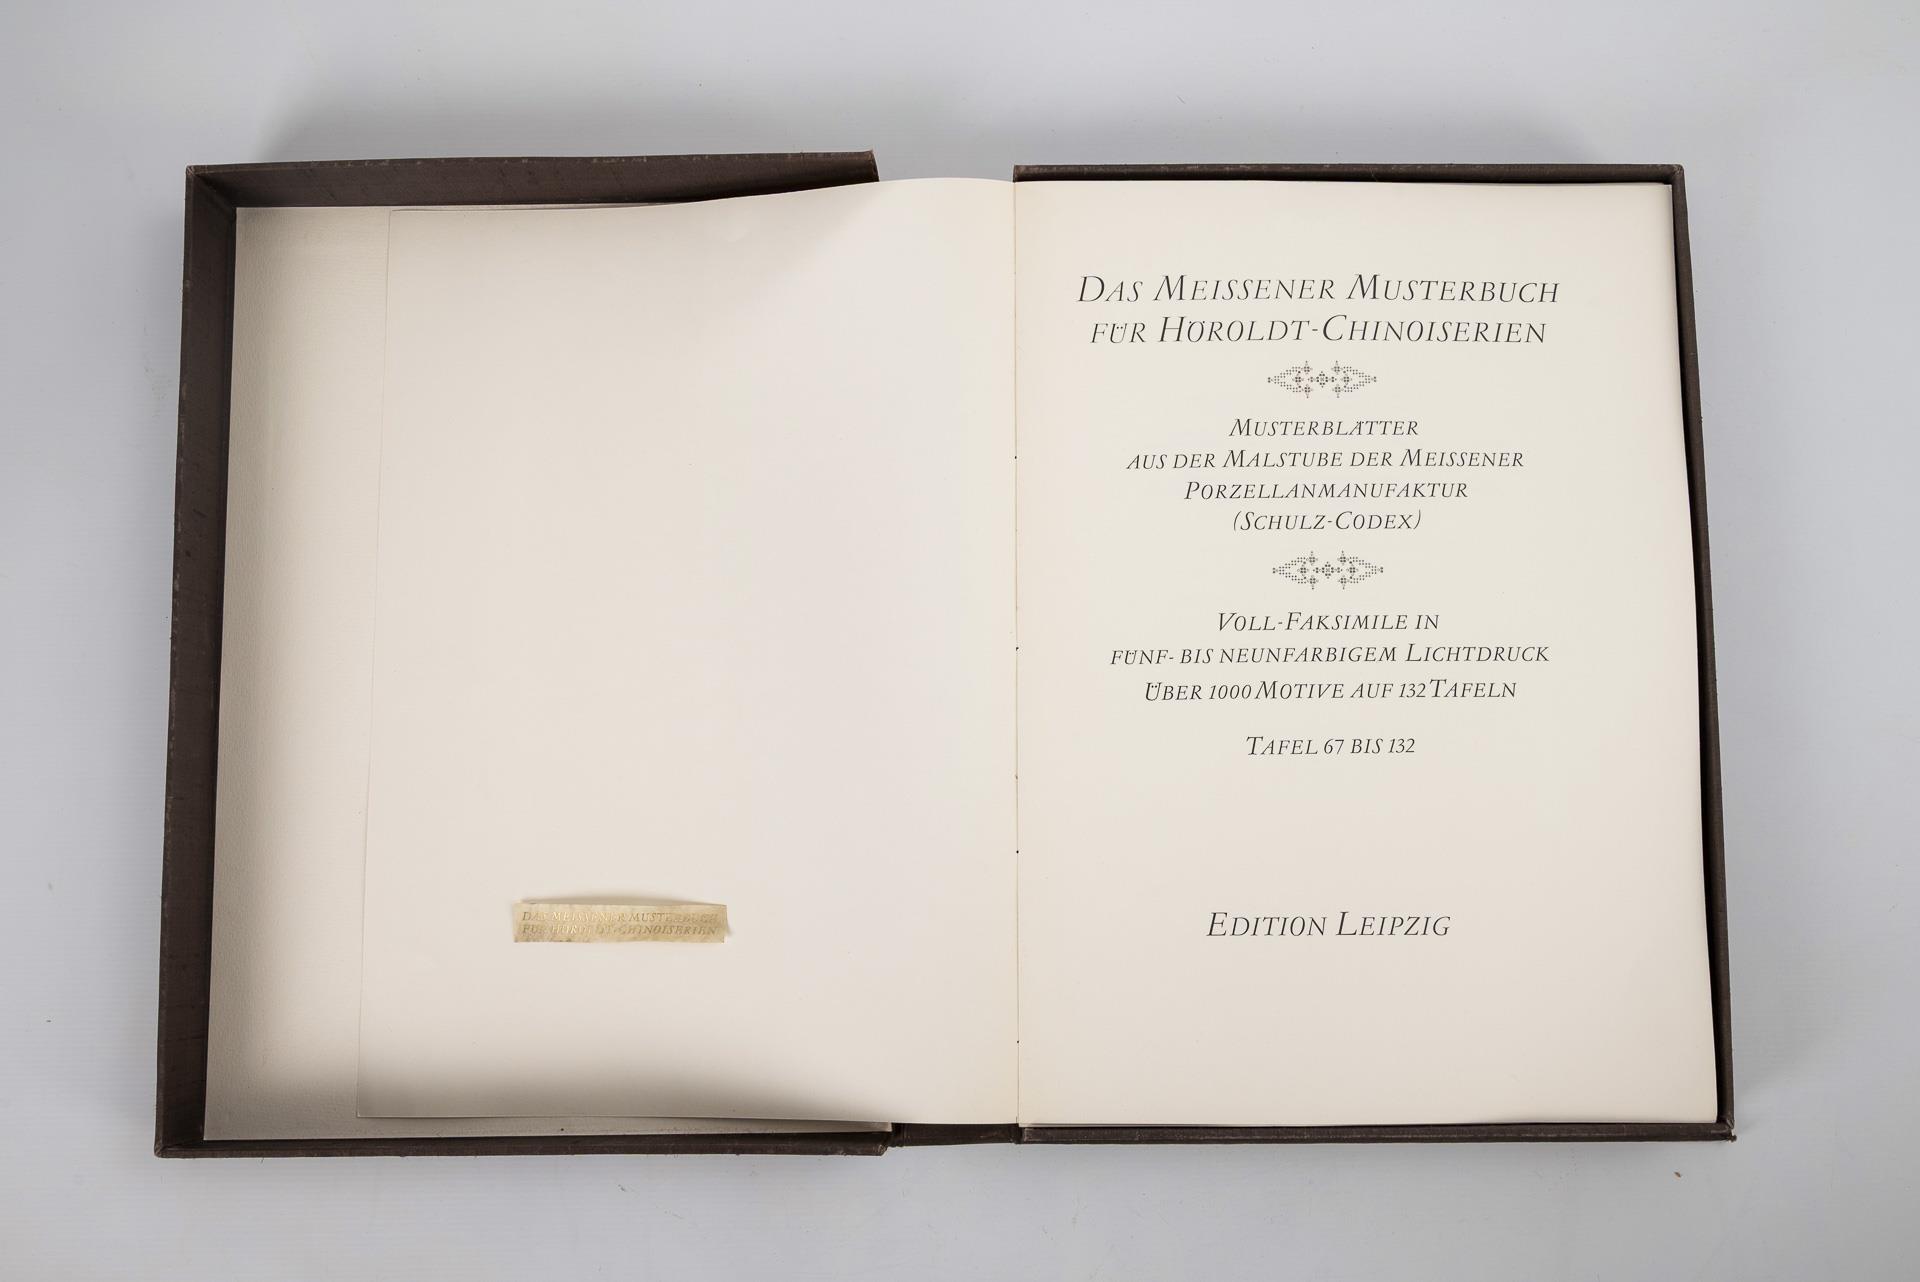 DAS MEISSENER MUSTERBUCH
FÜR HÖROLDT-CHINOISERIEN
DAS MEISSENER MUSTERBUCH
FÜR HÖROLDT-CHINOISERIEN
MUSTERBLÄTTER
AUS DER MALSTUBE DER MEISSENER
PORZELLANMANUFAKTUR
(SCHULZ-CODEX)
VOLL-FAKSIMILE IN
FÜNF- BIS NEUNFARBIGEM LICHTDRUCK
ÜBER 1000 MOTIVE AUF 132 TAFELN
TAFEL 67 BIS 132
EDITION LEIPZIG